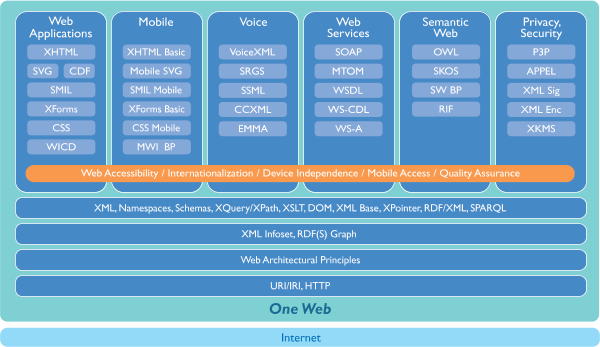 Web Applications
XHTML
SVG
CDF
SMIL
XForms
CSS
WICD
Mobile
XHTML Basic
Mobile SVG
SMIL Mobile
XForms Basic
CSS Mobile
MWI BP
Voice
VoiceXML
SRGS
SSML
CCXML
EMMA
Web Services
SOAP
MTOM
WSDL
WS-CDL
WS-A
Semantic Web
OWL
SKOS
SW BP
RIF
Privacy, Security
P3P
APPEL
XML Sig
XML Enc
XKMS
Web Accessibility / Internationalization / Device Independence / Mobile Access / Quality Assurance
XML, Namespaces, Schemas, XQuery/XPath, XSLT, DOM, XML Base, XPointer, RDF/XML, SPARQL
XML Infoset, RDF(S) Graph
Web Architectural Principles
URI/IRI, HTTP
One Web
Internet